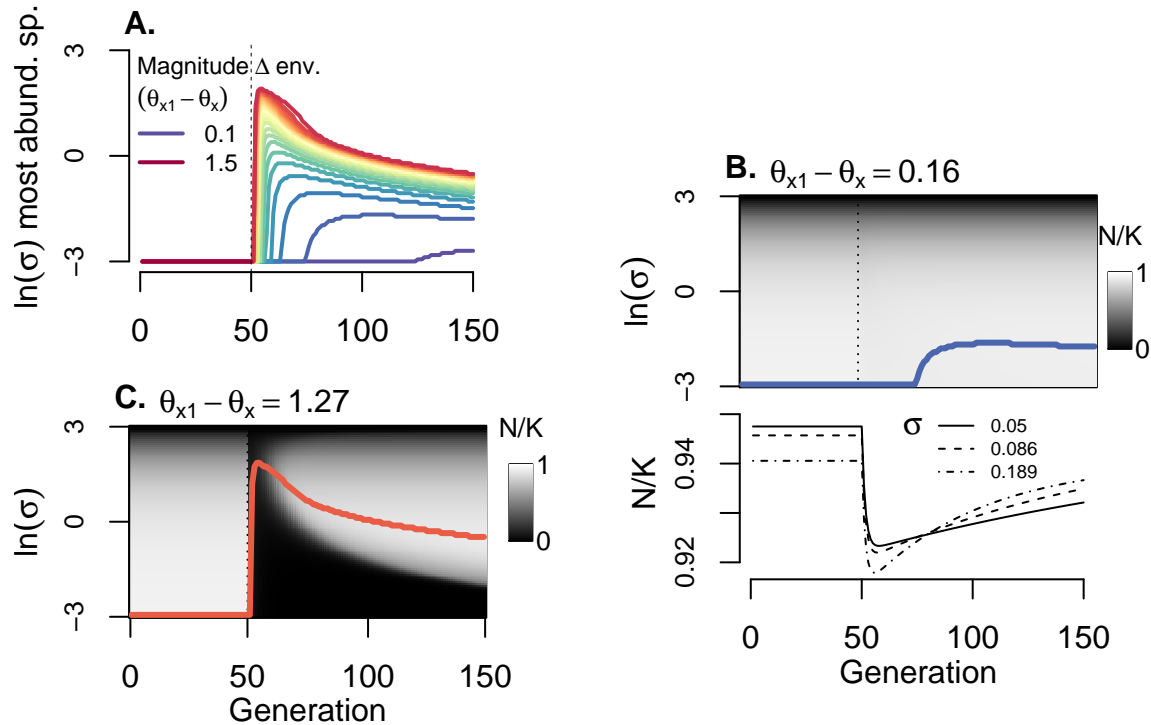 A.
ln(σ) most abund. sp.
3
0
−3
Magnitude Δ env.
(θx1 − θx)
0.1
1.5
0 50 100 150
B. θx1 − θx = 0.16
ln(σ)
3
0
−3
N/K
1
0
N/K
0.94
0.92
σ
0.05
0.086
0.189
0 50 100 150
Generation
C. θx1 − θx = 1.27
ln(σ)
3
0
−3
N/K
1
0
0 50 100 150
Generation